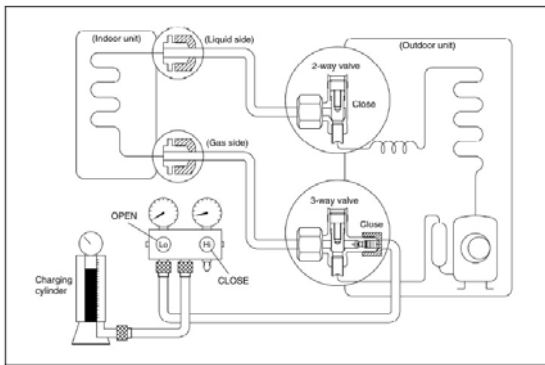 (Indoor unit)
(Liquid side)
(Outdoor unit)
2-way valve
Close
(Gas side)
3-way valve
Close
OPEN
Lo
Hi
CLOSE
Charging
cylinder